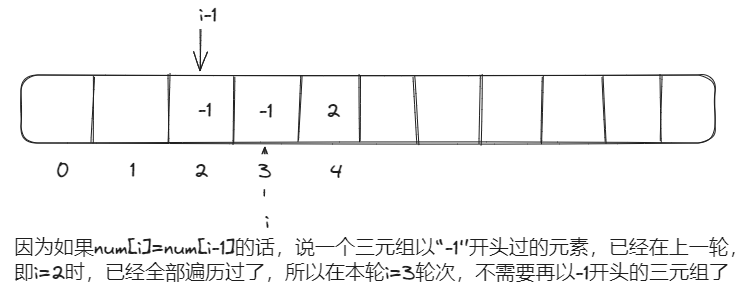 i-1
-1 -1 2
0 1 2 3 4
i
因为如果num[i]=num[i-1]的话，说一个三元组以“-1”开头过的元素，已经在上一轮，
即i=2时，已经全部遍历过了，所以在本轮i=3轮次，不需要再以-1开头的三元组了